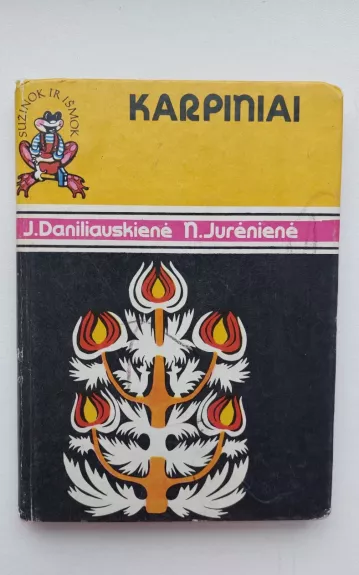 SUŽINOK IR IŠMOK
KARPINIAI
J.Daniliauskienė N.Jurėnienė